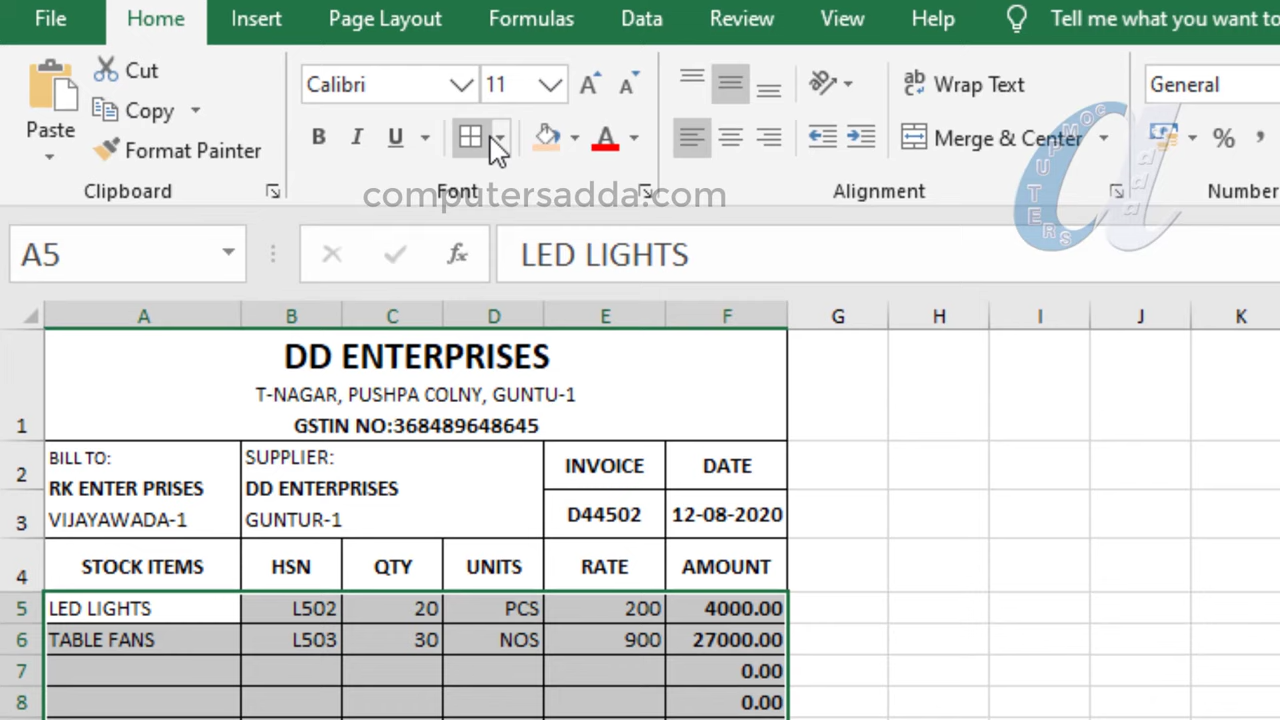 File Home Insert Page Layout Formulas Data Review View Help Tell me what you want to
Cut Calibri 11 Wrap Text General
Copy
Paste Format Painter B I U A Merge & Center % ,
Clipboard Font Alignment Number
computersadda.com
COMPUTERS adda
A5 fx LED LIGHTS
A B C D E F G H I J K
DD ENTERPRISES
T-NAGAR, PUSHPA COLNY, GUNTU-1
1 GSTIN NO:368489648645
BILL TO: SUPPLIER:
2 INVOICE DATE
RK ENTER PRISES DD ENTERPRISES
3 VIJAYAWADA-1 GUNTUR-1 D44502 12-08-2020
4 STOCK ITEMS HSN QTY UNITS RATE AMOUNT
5 LED LIGHTS L502 20 PCS 200 4000.00
6 TABLE FANS L503 30 NOS 900 27000.00
7 0.00
8 0.00